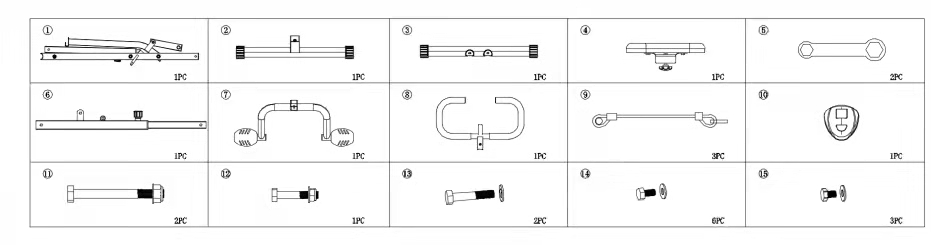 ① ② ③ ④ ⑤
1PC 1PC 1PC 1PC 2PC
⑥ ⑦ ⑧ ⑨ ⑩
1PC 1PC 1PC 3PC 1PC
⑪ ⑫ ⑬ ⑭ ⑮
2PC 1PC 2PC 6PC 3PC